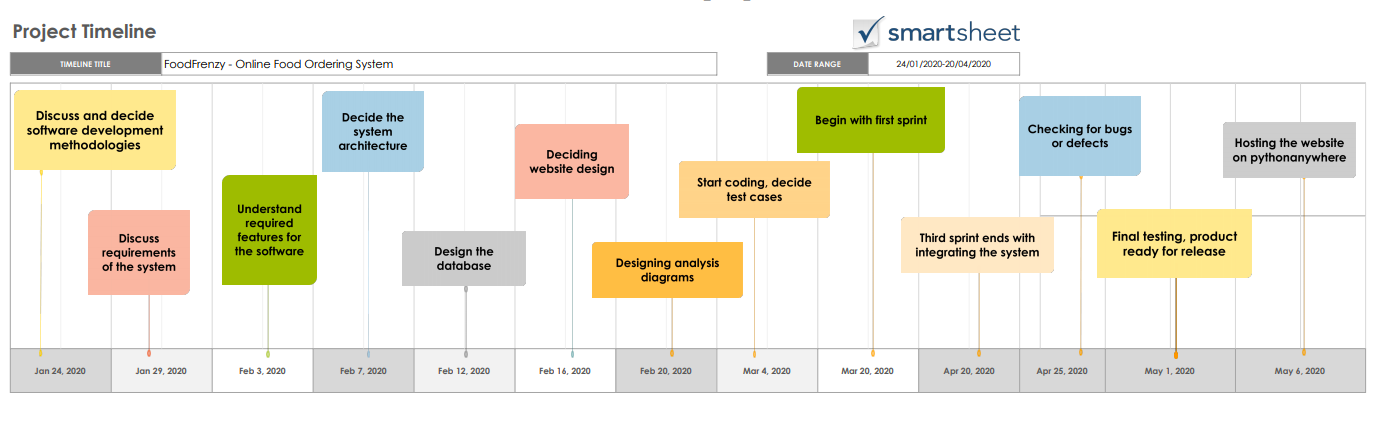 Project Timeline
smartsheet
TIMELINE TITLE
FoodFrenzy - Online Food Ordering System
DATE RANGE
24/01/2020-20/04/2020
Discuss and decide
software development
methodologies
Discuss
requirements
of the system
Understand
required
features for
the software
Decide the
system
architecture
Design the
database
Deciding
website design
Designing analysis
diagrams
Start coding, decide
test cases
Begin with first sprint
Third sprint ends with
integrating the system
Checking for bugs
or defects
Final testing, product
ready for release
Hosting the website
on pythonanywhere
Jan 24, 2020
Jan 29, 2020
Feb 3, 2020
Feb 7, 2020
Feb 12, 2020
Feb 16, 2020
Feb 20, 2020
Mar 4, 2020
Mar 20, 2020
Apr 20, 2020
Apr 25, 2020
May 1, 2020
May 6, 2020